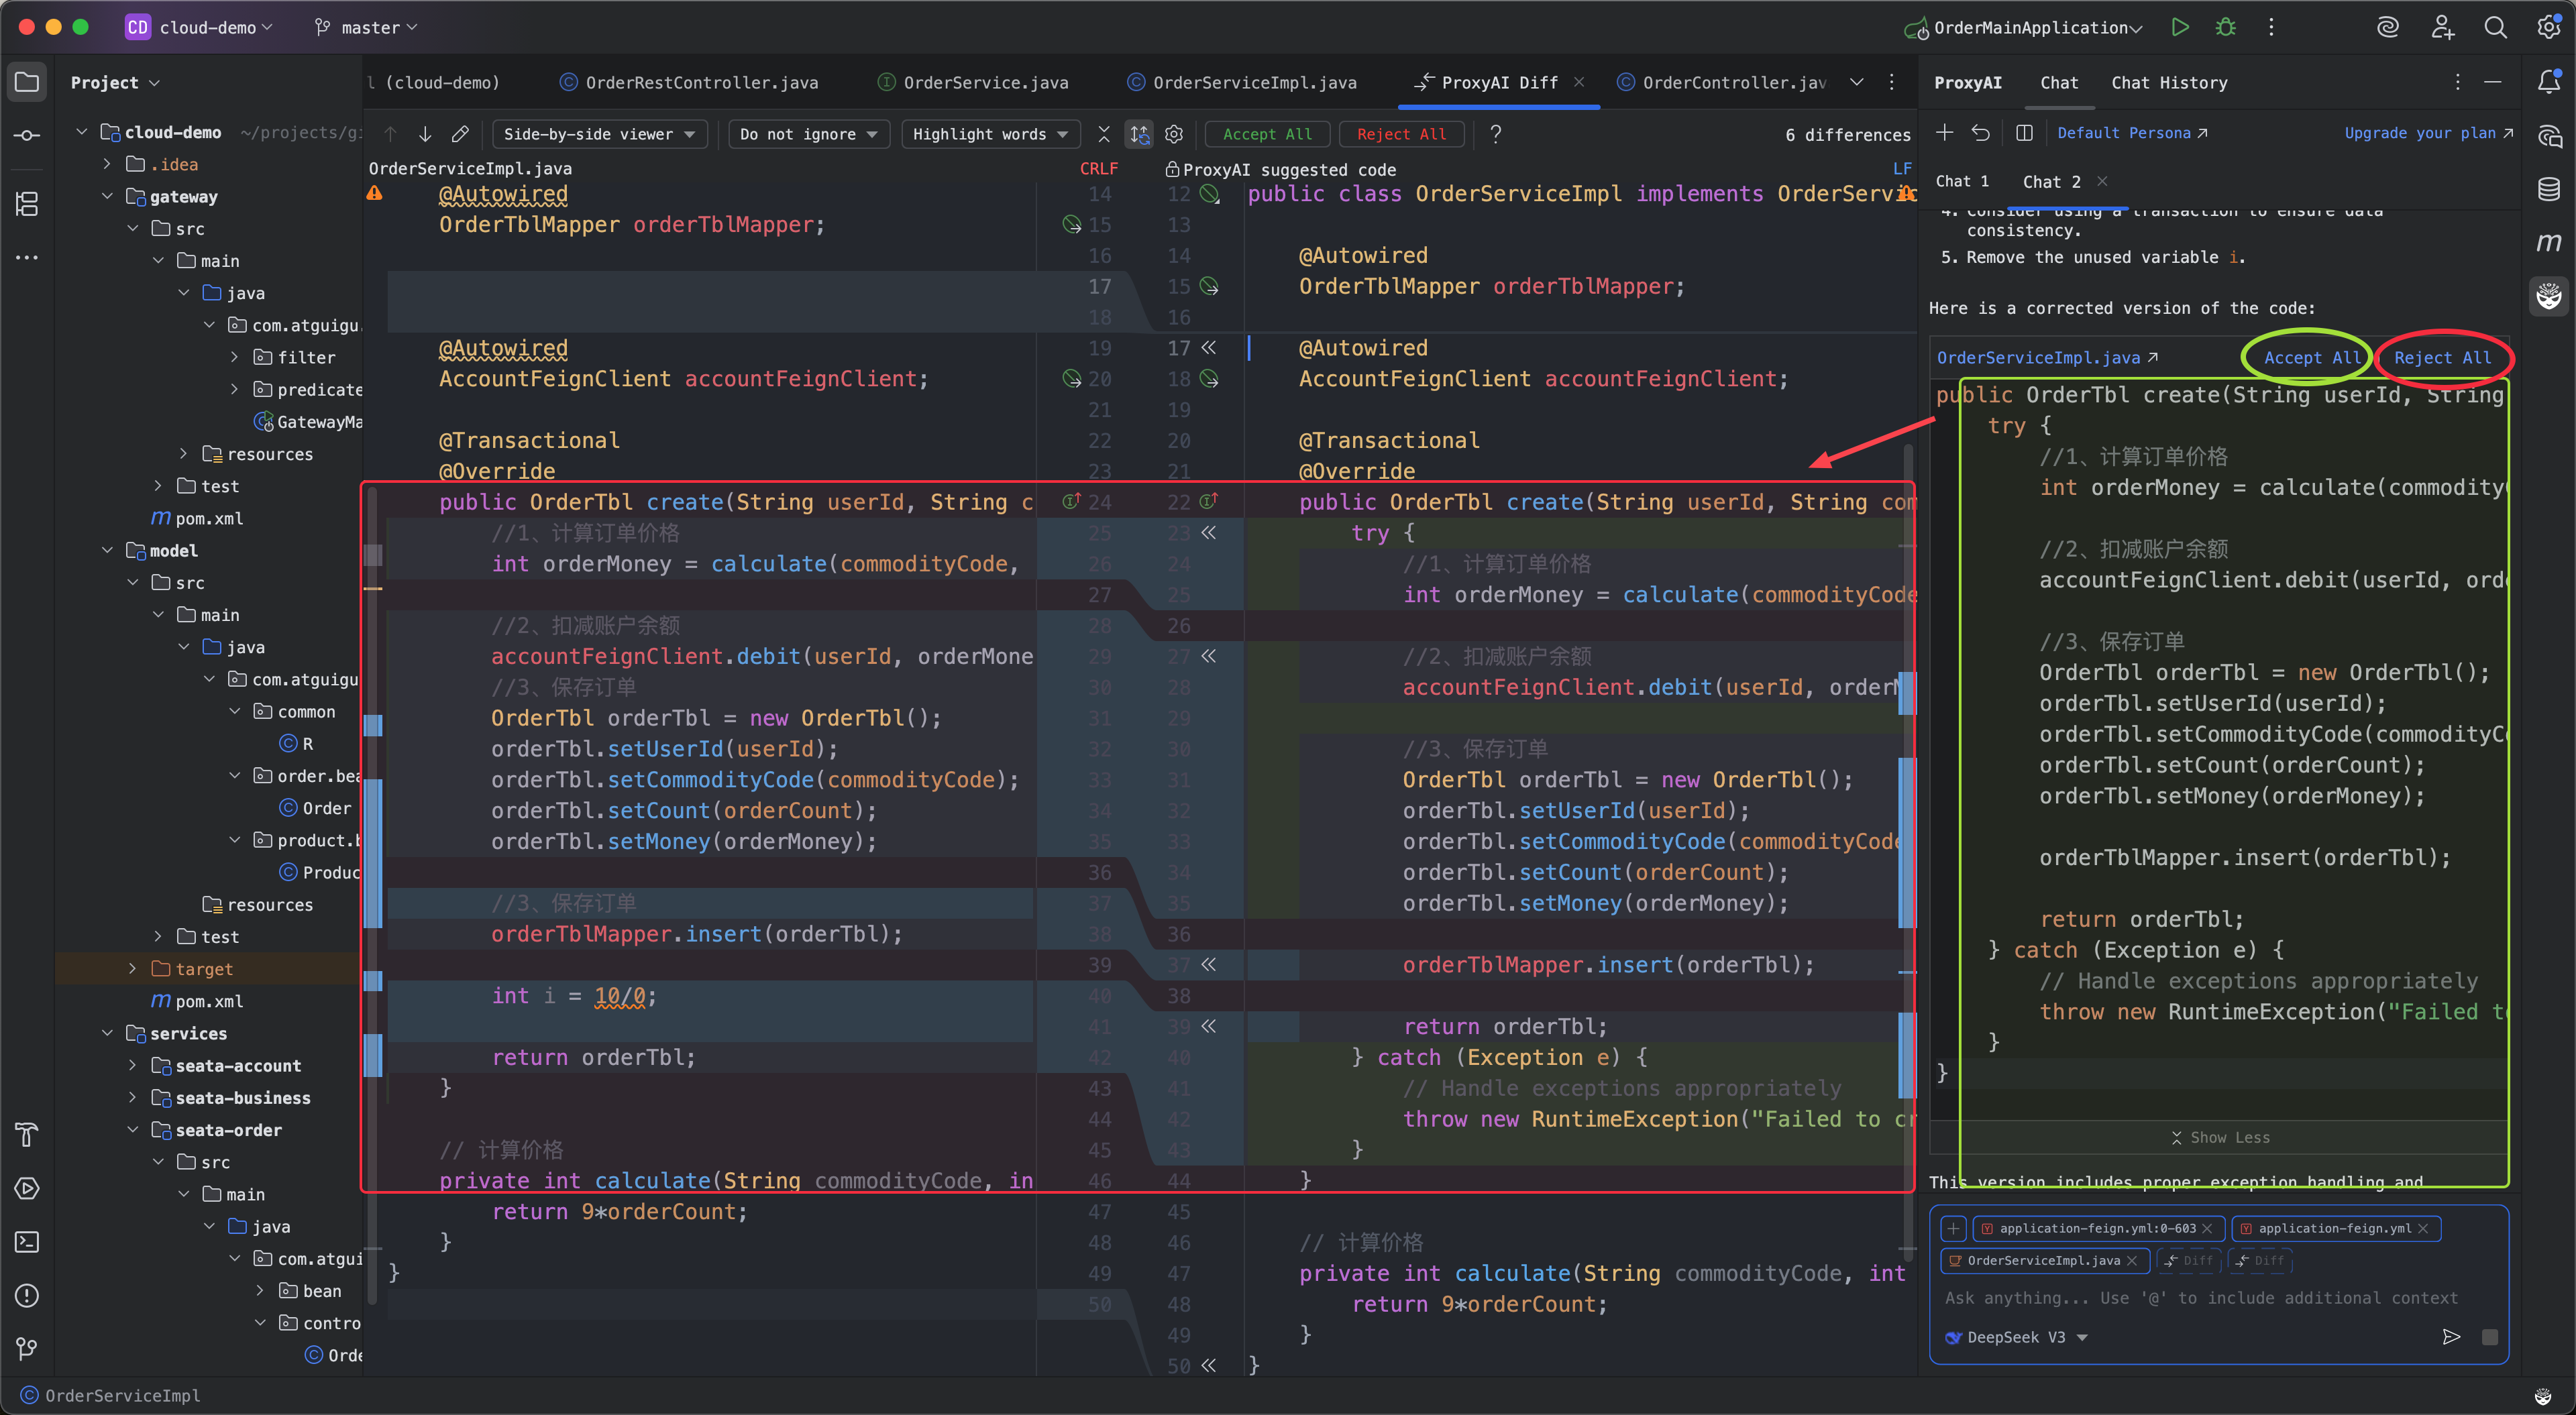 CD cloud-demo
master
OrderMainApplication
Project
l (cloud-demo)
OrderRestController.java
OrderService.java
OrderServiceImpl.java
ProxyAI Diff
OrderController.jav
ProxyAI
Chat
Chat History
cloud-demo ~/projects/gi
.idea
gateway
src
main
java
com.atguigu.
filter
predicate
GatewayMa
resources
test
pom.xml
model
src
main
java
com.atguigu
common
R
order.bea
Order
product.b
Produc
resources
test
target
pom.xml
services
seata-account
seata-business
seata-order
src
main
java
com.atgui
bean
contro
Orde
Side-by-side viewer
Do not ignore
Highlight words
Accept All
Reject All
?
6 differences
OrderServiceImpl.java
CRLF
14 @Autowired
15 OrderTblMapper orderTblMapper;
16
17
18
19 @Autowired
20 AccountFeignClient accountFeignClient;
21
22 @Transactional
23 @Override
24 public OrderTbl create(String userId, String c
25 //1、计算订单价格
26 int orderMoney = calculate(commodityCode,
27
28 //2、扣减账户余额
29 accountFeignClient.debit(userId, orderMone
30 //3、保存订单
31 OrderTbl orderTbl = new OrderTbl();
32 orderTbl.setUserId(userId);
33 orderTbl.setCommodityCode(commodityCode);
34 orderTbl.setCount(orderCount);
35 orderTbl.setMoney(orderMoney);
36
37 //3、保存订单
38 orderTblMapper.insert(orderTbl);
39
40 int i = 10/0;
41
42 return orderTbl;
43 }
44
45 // 计算价格
46 private int calculate(String commodityCode, in
47 return 9*orderCount;
48 }
49 }
50
ProxyAI suggested code
LF
12 public class OrderServiceImpl implements OrderServic
13
14 @Autowired
15 OrderTblMapper orderTblMapper;
16
17 @Autowired
18 AccountFeignClient accountFeignClient;
19
20 @Transactional
21 @Override
22 public OrderTbl create(String userId, String com
23 try {
24 //1、计算订单价格
25 int orderMoney = calculate(commodityCode
26
27 //2、扣减账户余额
28 accountFeignClient.debit(userId, orderM
29
30 //3、保存订单
31 OrderTbl orderTbl = new OrderTbl();
32 orderTbl.setUserId(userId);
33 orderTbl.setCommodityCode(commodityCode
34 orderTbl.setCount(orderCount);
35 orderTbl.setMoney(orderMoney);
36
37 orderTblMapper.insert(orderTbl);
38
39 return orderTbl;
40 } catch (Exception e) {
41 // Handle exceptions appropriately
42 throw new RuntimeException("Failed to cr
43 }
44 }
45
46 // 计算价格
47 private int calculate(String commodityCode, int
48 return 9*orderCount;
49 }
50 }
Default Persona
Upgrade your plan
Chat 1
Chat 2
4. Consider using a transaction to ensure data
consistency.
5. Remove the unused variable i.
Here is a corrected version of the code:
OrderServiceImpl.java
Accept All
Reject All
public OrderTbl create(String userId, String
try {
//1、计算订单价格
int orderMoney = calculate(commodity
//2、扣减账户余额
accountFeignClient.debit(userId, ord
//3、保存订单
OrderTbl orderTbl = new OrderTbl();
orderTbl.setUserId(userId);
orderTbl.setCommodityCode(commodityC
orderTbl.setCount(orderCount);
orderTbl.setMoney(orderMoney);
orderTblMapper.insert(orderTbl);
return orderTbl;
} catch (Exception e) {
// Handle exceptions appropriately
throw new RuntimeException("Failed t
}
}
Show Less
This version includes proper exception handling and
application-feign.yml:0-603
application-feign.yml
OrderServiceImpl.java
Diff
Diff
Ask anything... Use '@' to include additional context
DeepSeek V3
OrderServiceImpl